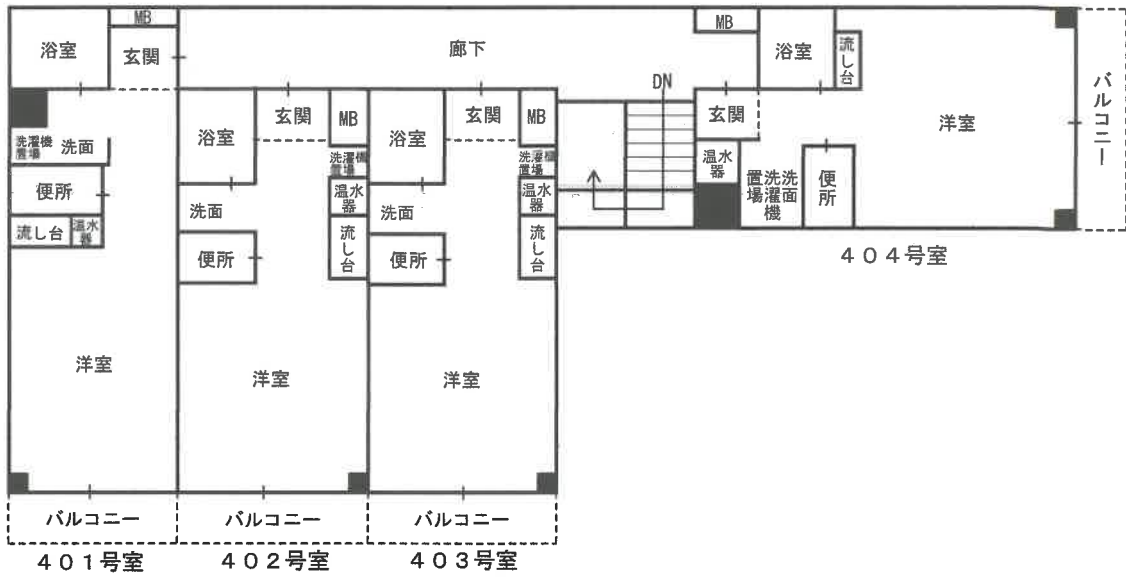 MB
浴室
玄関
廊下
MB
浴室
流し台
バルコニー
DN
洋室
玄関
温水器
洗濯機置場
洗面
便所
404号室
洗濯機
置場
洗面
便所
流し台
温水器
洋室
バルコニー
401号室
浴室
玄関
MB
洗濯機
置場
温水器
洗面
流し台
便所
洋室
バルコニー
402号室
浴室
玄関
MB
洗濯機
置場
温水器
洗面
流し台
便所
洋室
バルコニー
403号室